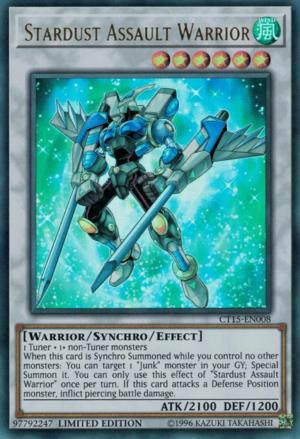 STARDUST ASSAULT WARRIOR
WIND
風
CT15-EN008
[WARRIOR/SYNCHRO/EFFECT]
1 Tuner + 1+ non-Tuner monsters
When this card is Synchro Summoned while you control no other
monsters: You can target 1 "Junk" monster in your GY; Special
Summon it. You can only use this effect of "Stardust Assault
Warrior" once per turn. If this card attacks a Defense Position
monster, inflict piercing battle damage.
ATK/2100 DEF/1200
97792247 LIMITED EDITION ©1996 KAZUKI TAKAHASHI